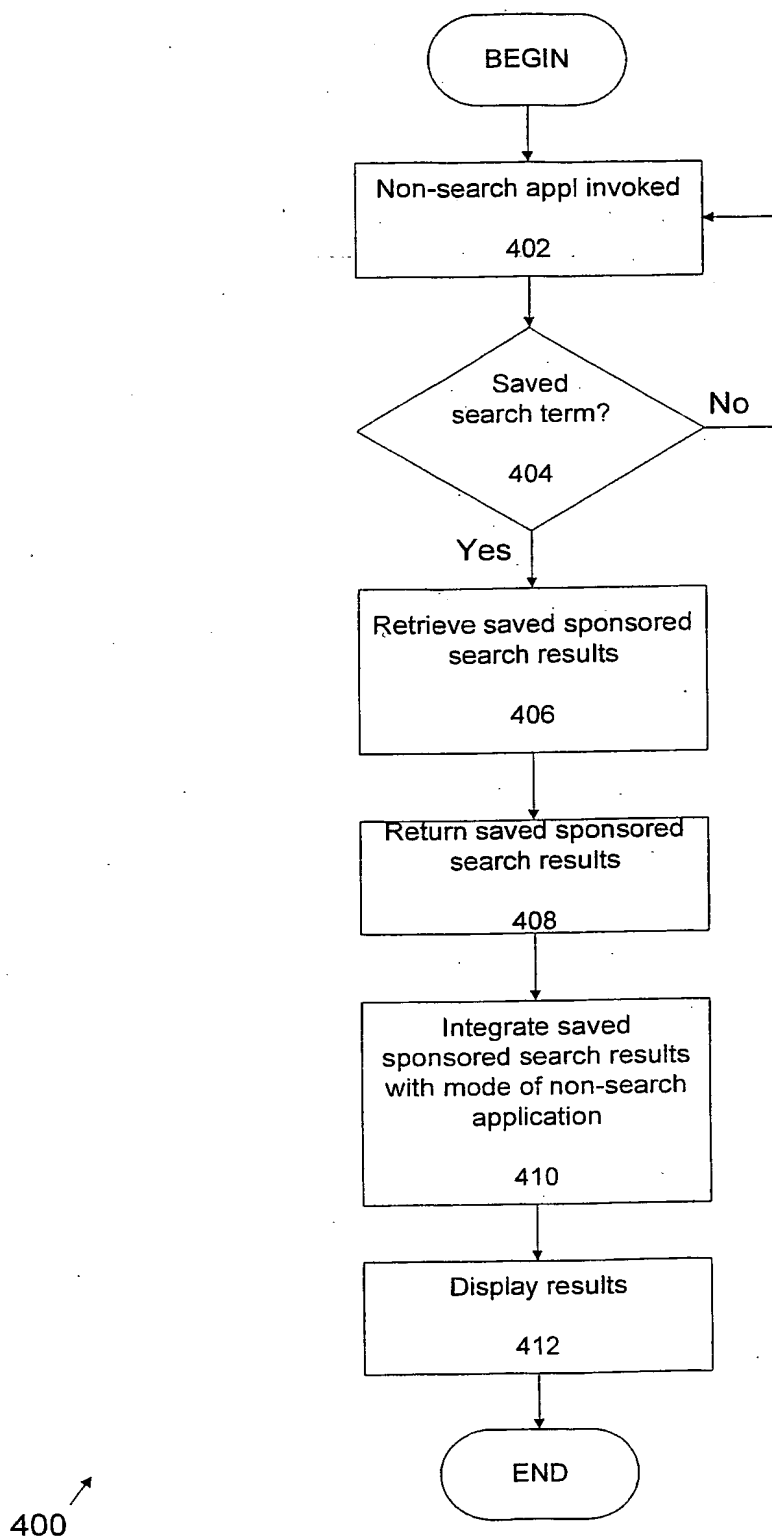 BEGIN
Non-search appl invoked
402
Saved
search term?
404
No
Yes
Retrieve saved sponsored
search results
406
Return saved sponsored
search results
408
Integrate saved
sponsored search results
with mode of non-search
application
410
Display results
412
END
400